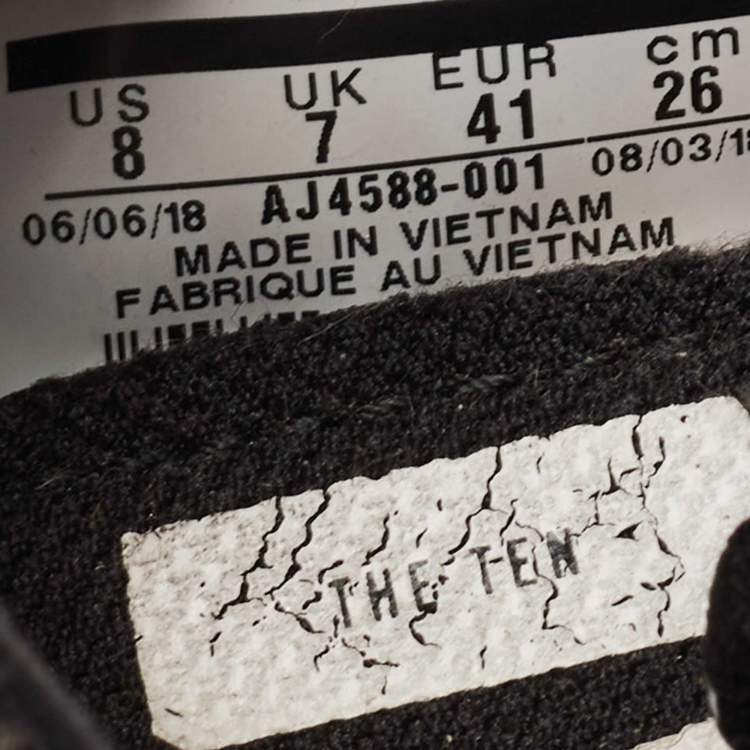 US UK EUR cm
8 7 41 26
06/06/18 AJ4588-001 08/03/18
MADE IN VIETNAM
FABRIQUE AU VIETNAM
THE TEN